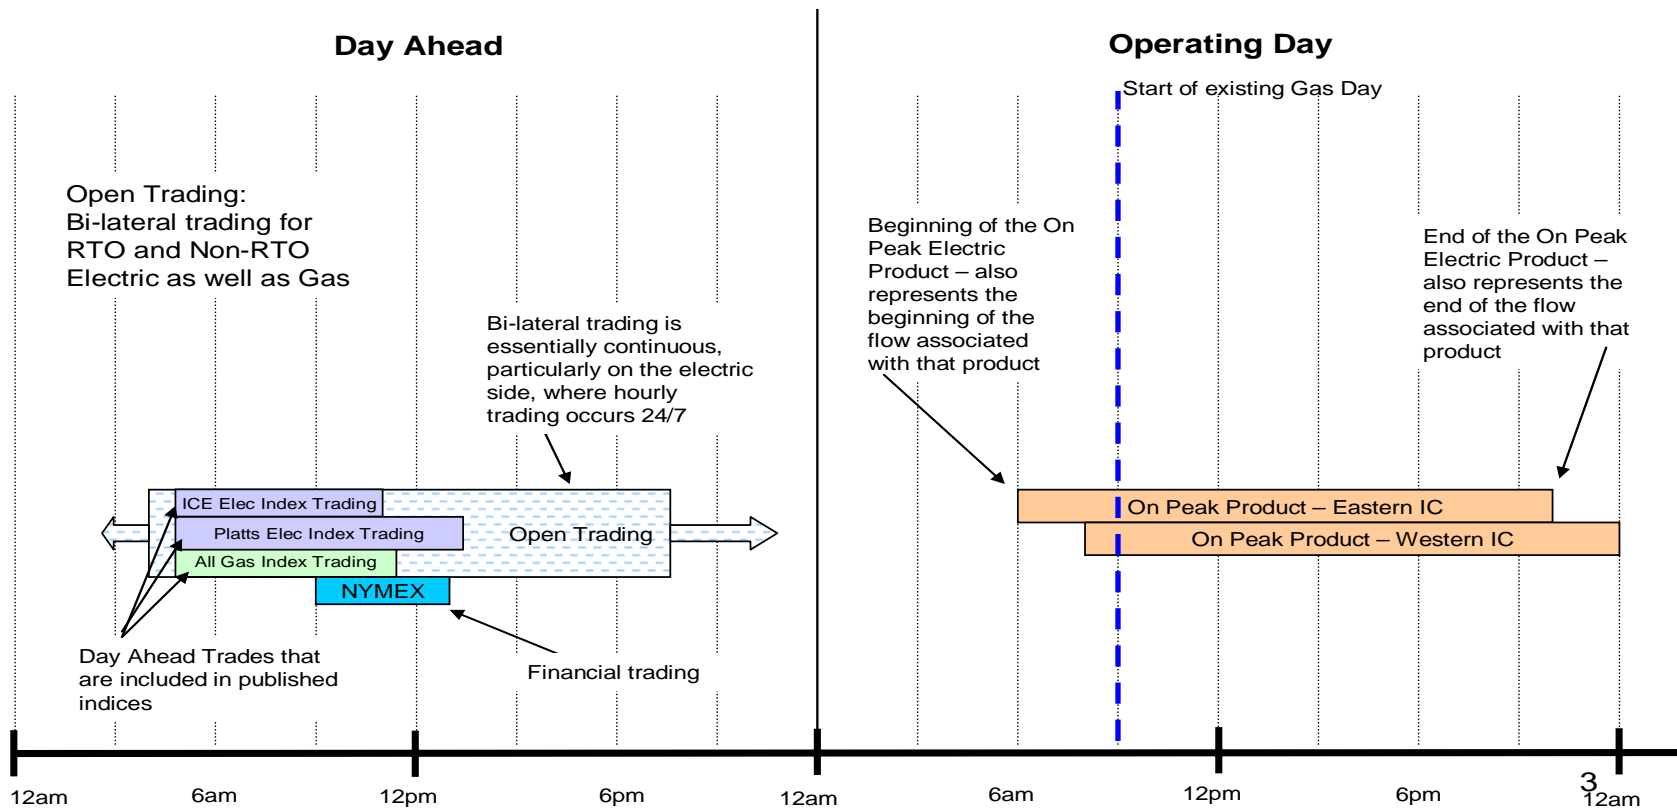 Day Ahead
Operating Day
Start of existing Gas Day
Open Trading:
Bi-lateral trading for
RTO and Non-RTO
Electric as well as Gas
Bi-lateral trading is
essentially continuous,
particularly on the electric
side, where hourly
trading occurs 24/7
Beginning of the On
Peak Electric
Product – also
represents the
beginning of the
flow associated
with that product
End of the On Peak
Electric Product –
also represents the
end of the flow
associated with that
product
ICE Elec Index Trading
Platts Elec Index Trading
All Gas Index Trading
Open Trading
NYMEX
On Peak Product – Eastern IC
On Peak Product – Western IC
Day Ahead Trades that
are included in published
indices
Financial trading
12am
6am
12pm
6pm
12am
6am
12pm
6pm
12am
3